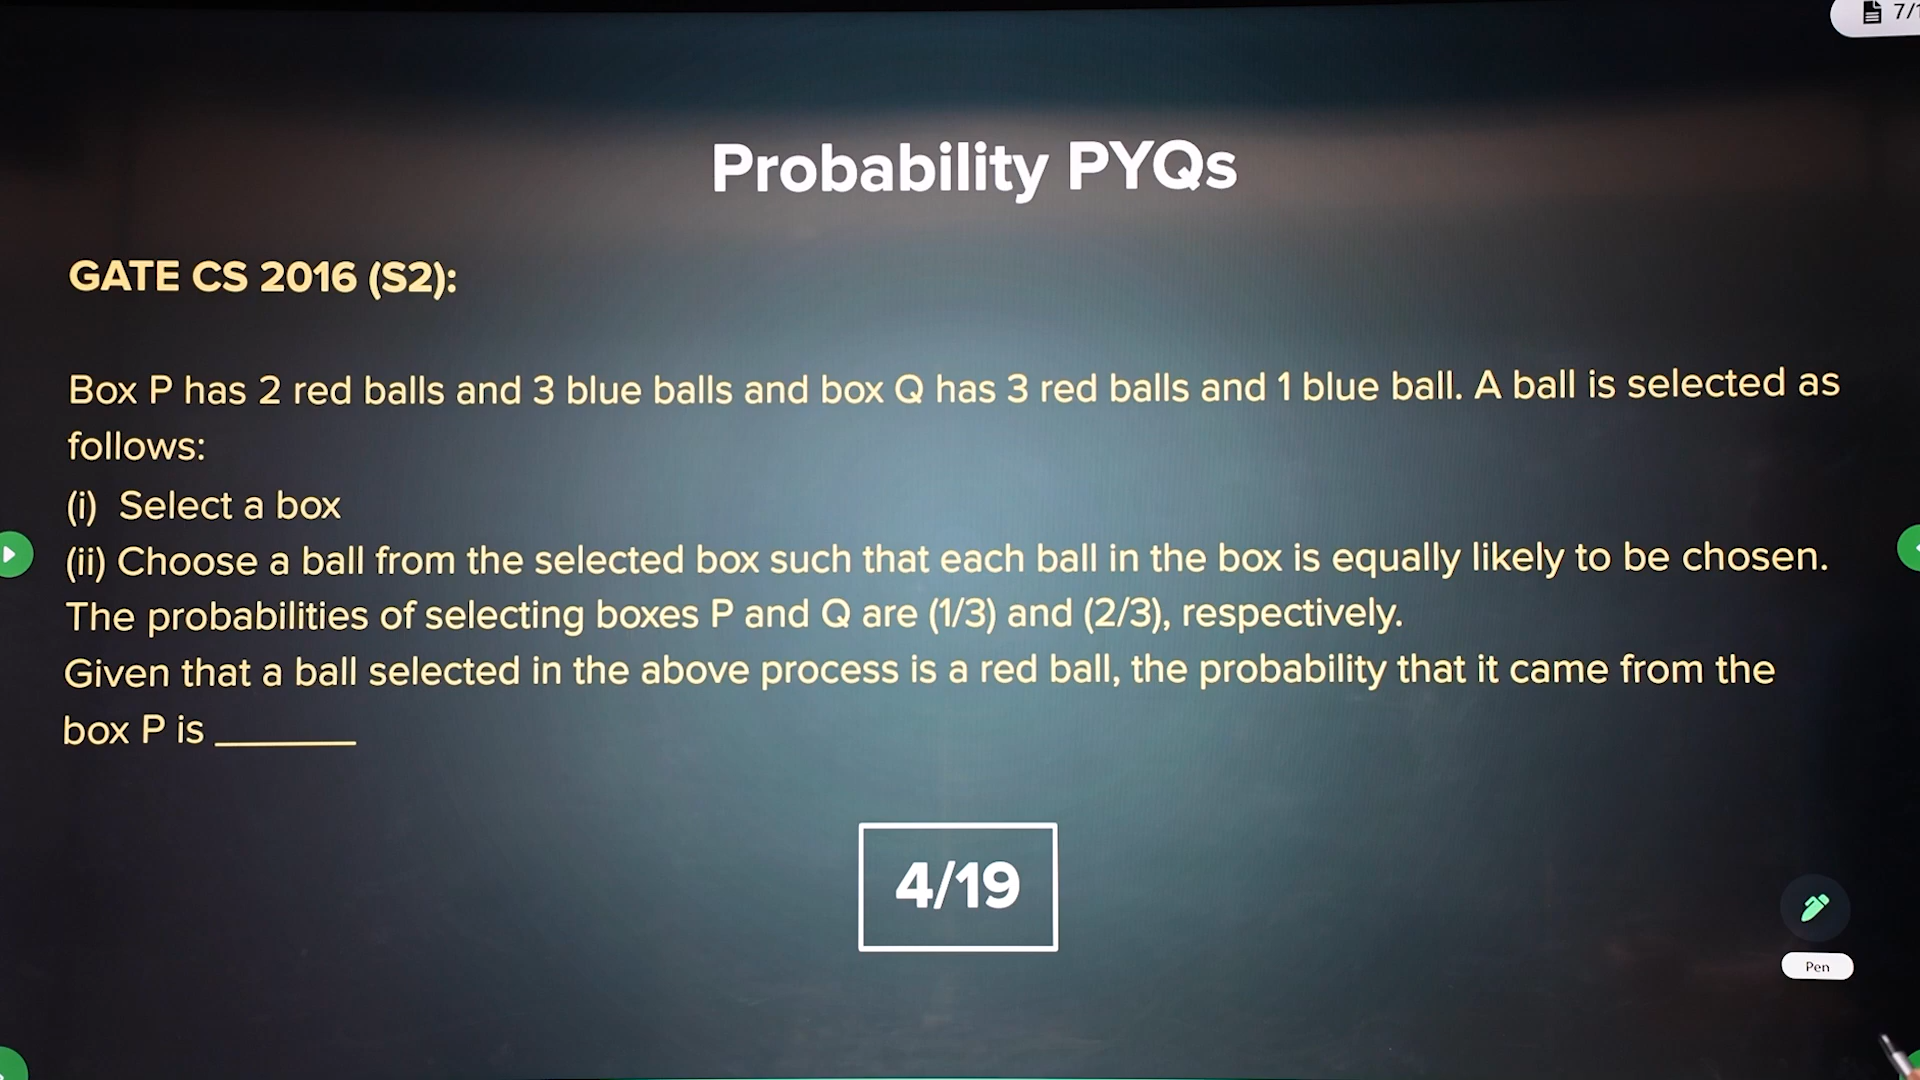 7/1
Probability PYQs
GATE CS 2016 (S2):
Box P has 2 red balls and 3 blue balls and box Q has 3 red balls and 1 blue ball. A ball is selected as
follows:
(i) Select a box
(ii) Choose a ball from the selected box such that each ball in the box is equally likely to be chosen.
The probabilities of selecting boxes P and Q are (1/3) and (2/3), respectively.
Given that a ball selected in the above process is a red ball, the probability that it came from the
box P is _______
4/19
Pen